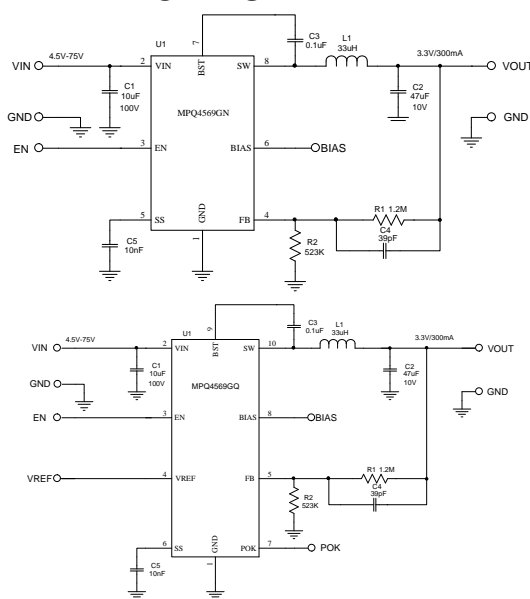 U1
C3
0.1uF
L1
33uH
3.3V/300mA
VIN
4.5V-75V
2
VIN
7
BST
SW
8
VOUT
C1
10uF
100V
C2
47uF
10V
MPQ4569GN
GND
GND
EN
3
EN
BIAS
6
BIAS
5
SS
GND
1
FB
4
R1 1.2M
C4
39pF
C5
10nF
R2
523K
U1
C3
0.1uF
L1
33uH
3.3V/300mA
VIN
4.5V-75V
2
VIN
9
BST
SW
10
VOUT
C1
10uF
100V
C2
47uF
10V
MPQ4569GQ
GND
GND
EN
3
EN
BIAS
8
BIAS
VREF
4
VREF
FB
5
R1 1.2M
C4
39pF
R2
523K
6
SS
GND
1
POK
7
POK
C5
10nF